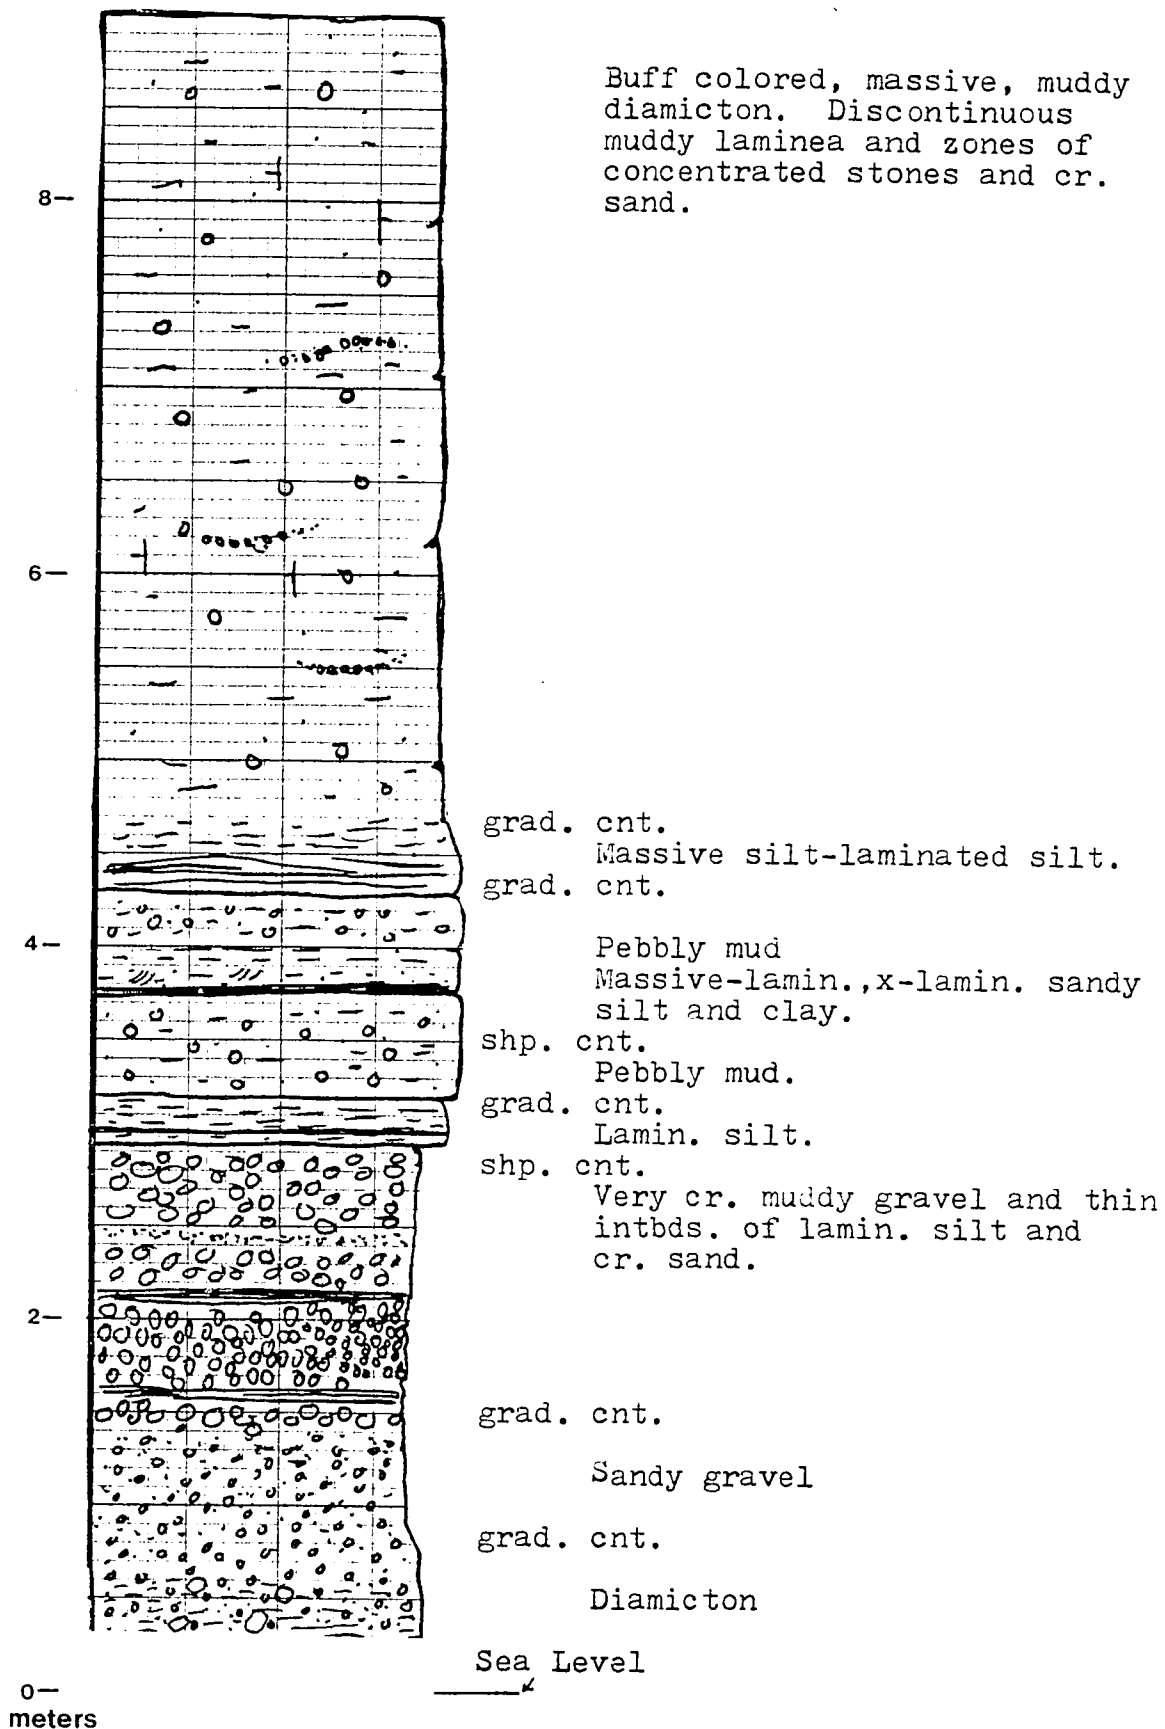 Buff colored, massive, muddy
diamicton. Discontinuous
muddy laminea and zones of
concentrated stones and cr.
sand.
8—
6—
grad. cnt.
Massive silt-laminated silt.
grad. cnt.
4—
Pebbly mud
Massive-lamin.,x-lamin. sandy
silt and clay.
shp. cnt.
Pebbly mud.
grad. cnt.
Lamin. silt.
shp. cnt.
Very cr. muddy gravel and thin
intbds. of lamin. silt and
cr. sand.
2—
grad. cnt.
Sandy gravel
grad. cnt.
Diamicton
Sea Level
0—
meters